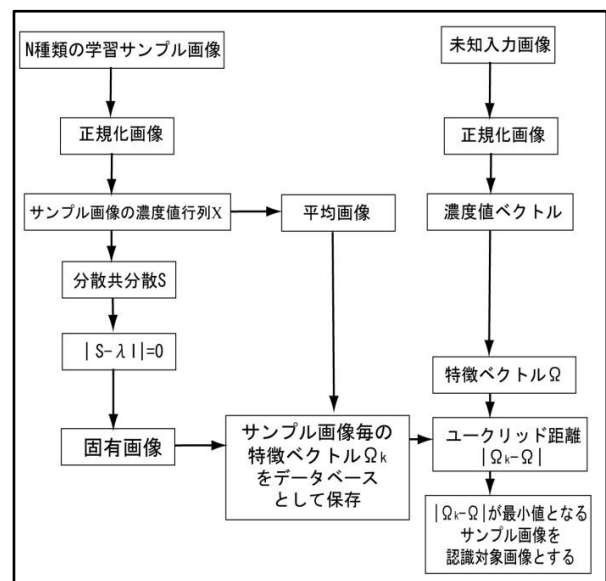 N種類の学習サンプル画像
正規化画像
サンプル画像の濃度値行列X
平均画像
分散共分散S
|S-λI|=0
固有画像
サンプル画像毎の
特徴ベクトルΩk
をデータベース
として保存
未知入力画像
正規化画像
濃度値ベクトル
特徴ベクトルΩ
ユークリッド距離
|Ωk-Ω|
|Ωk-Ω|が最小値となる
サンプル画像を
認識対象画像とする